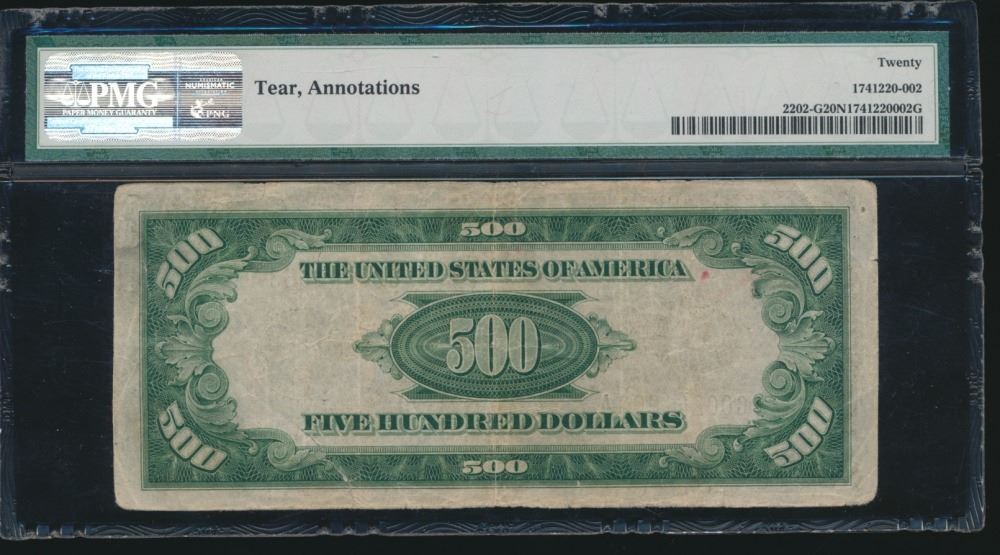 PMG
PAPER MONEY GUARANTY
NUMISMATIC
PNG
Tear, Annotations
Twenty
1741220-002
2202-G20N1741220002G
500
500
500
THE UNITED STATES OF AMERICA
500
FIVE HUNDRED DOLLARS
500
500
500